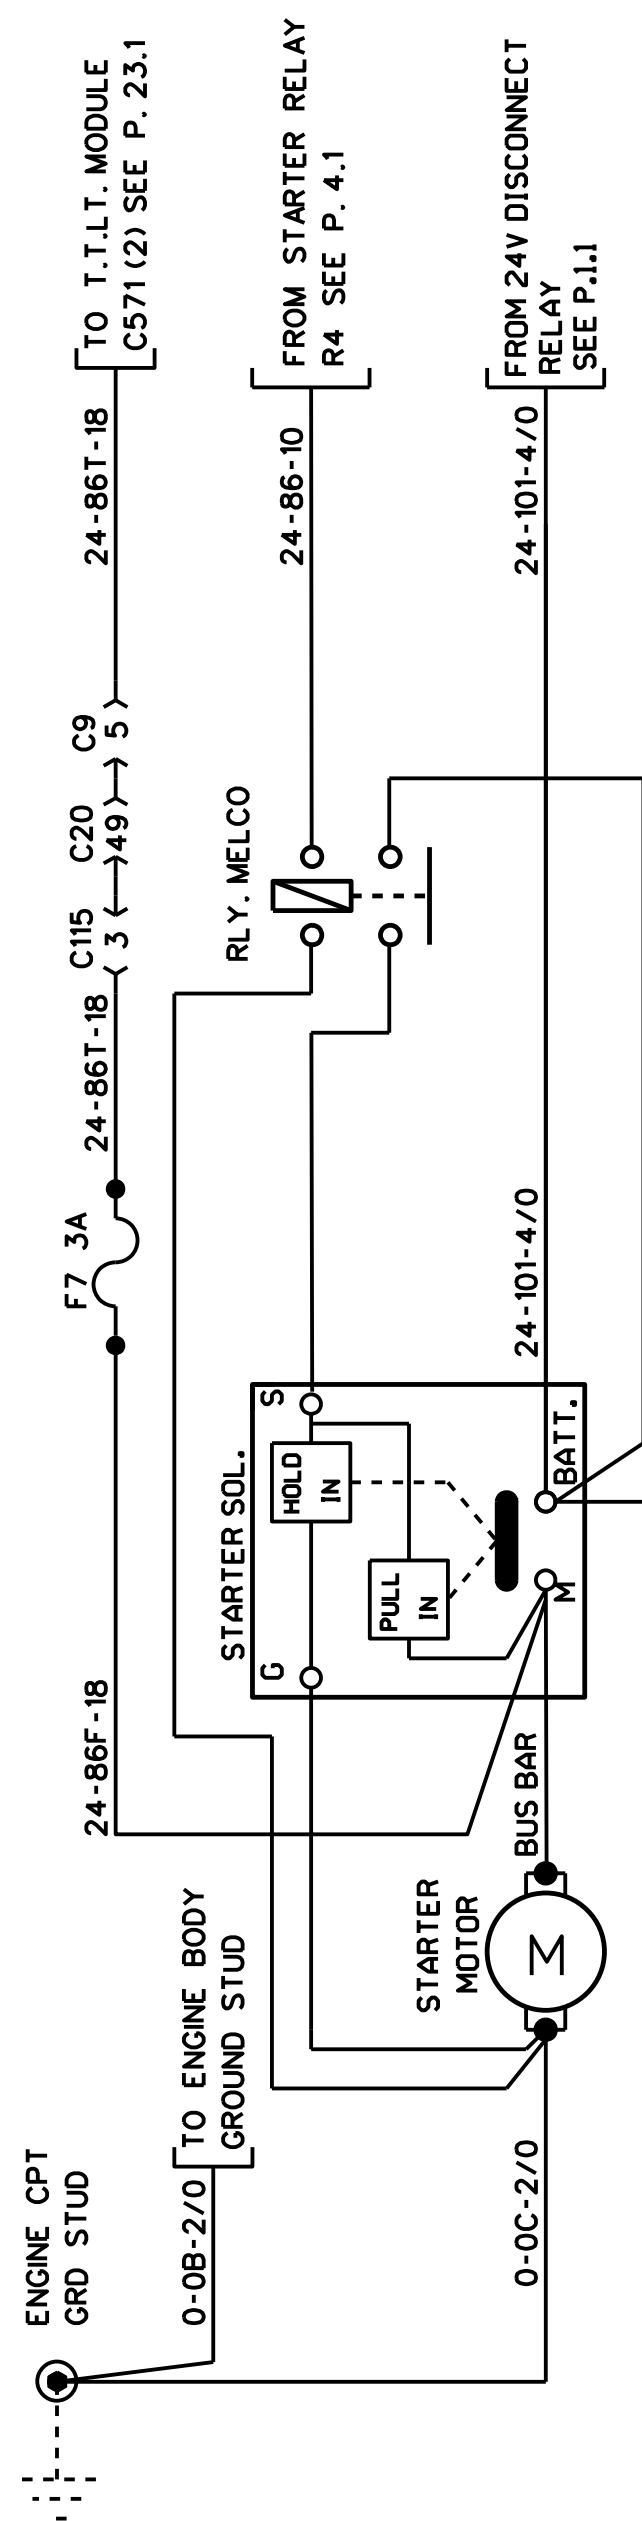 TO T.T.I.T. MODULE
C571 (2) SEE P. 23.1
24-86T-18
C9
5
C20
49
C115
3
24-86T-18
F7 3A
24-86F-18
FROM STARTER RELAY
R4 SEE P. 4.1
24-86-10
RLY. MELCO
FROM 24V DISCONNECT
RELAY
SEE P.1.1
24-101-4/0
24-101-4/0
STARTER SOL.
S
HOLD
IN
PULL
IN
G
BATT.
M
BUS BAR
STARTER
MOTOR
M
TO ENGINE BODY
GROUND STUD
0-0B-2/0
0-0C-2/0
ENGINE CPT
GRD STUD